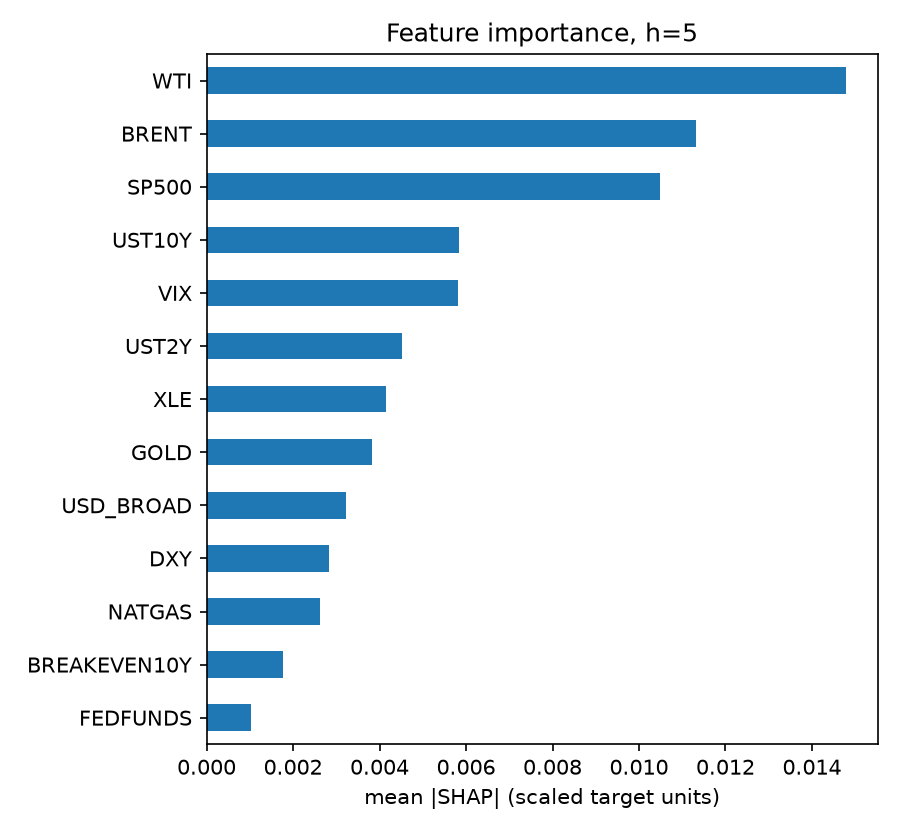 Feature importance, h=5
WTI
BRENT
SP500
UST10Y
VIX
UST2Y
XLE
GOLD
USD_BROAD
DXY
NATGAS
BREAKEVEN10Y
FEDFUNDS
0.000 0.002 0.004 0.006 0.008 0.010 0.012 0.014
mean |SHAP| (scaled target units)